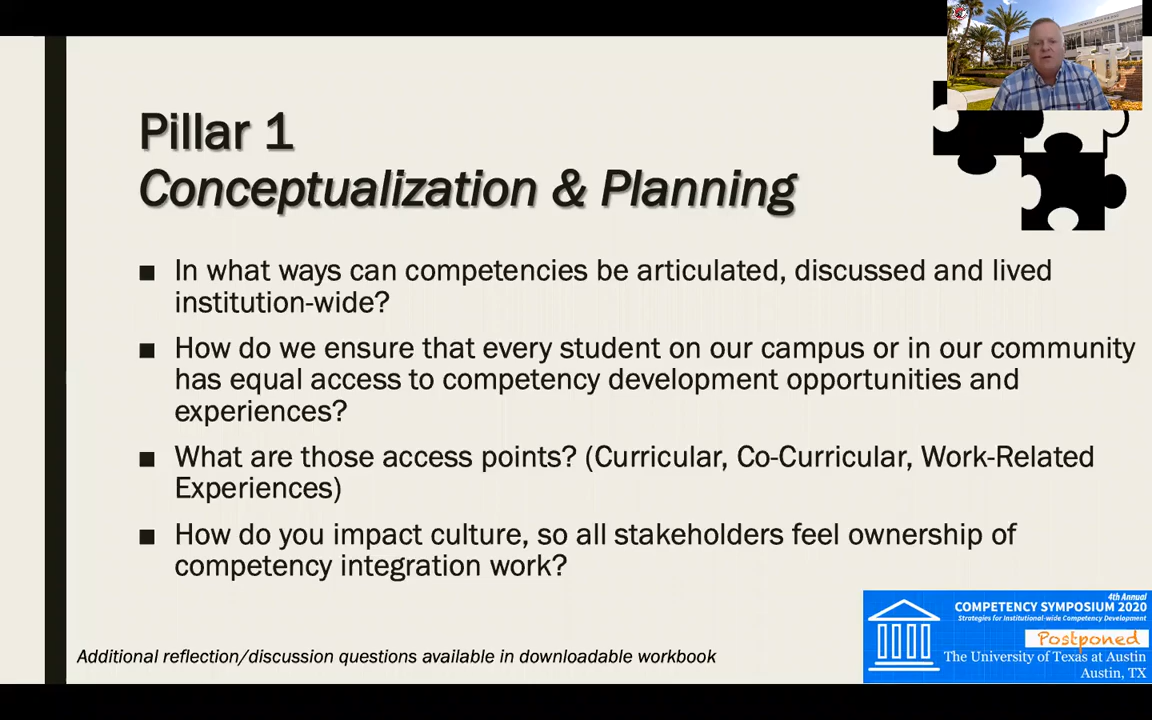 Pillar 1
Conceptualization & Planning
■ In what ways can competencies be articulated, discussed and lived
institution-wide?
■ How do we ensure that every student on our campus or in our community
has equal access to competency development opportunities and
experiences?
■ What are those access points? (Curricular, Co-Curricular, Work-Related
Experiences)
■ How do you impact culture, so all stakeholders feel ownership of
competency integration work?
Additional reflection/discussion questions available in downloadable workbook
4th Annual
COMPETENCY SYMPOSIUM 2020
Strategies for Institutional-wide Competency Development
Postponed
The University of Texas at Austin
Austin, TX